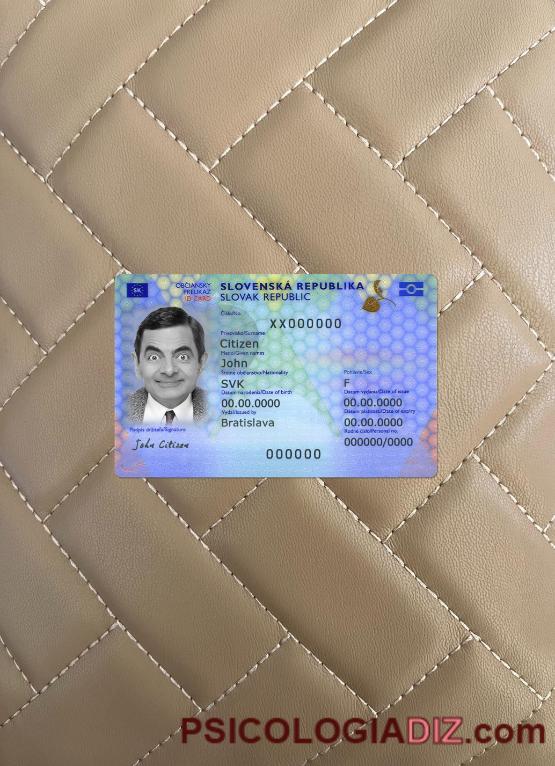 SK
OBČIANSKY
PREUKAZ
ID CARD
SLOVENSKÁ REPUBLIKA
SLOVAK REPUBLIC
Číslo/No.
XX000000
Priezvisko/Surname
Citizen
Meno/Given names
John
Štátne občianstvo/Nationality
Pohlavie/Sex
SVK
F
Dátum narodenia/Date of birth
Dátum vydania/Date of issue
00.00.0000
00.00.0000
Vydal/Issued by
Dátum platnosti/Date of expiry
Bratislava
00.00.0000
Rodné číslo/Personal no.
000000/0000
Podpis držiteľa/Signature
John Citizen
000000
PSICOLOGIADIZ.com